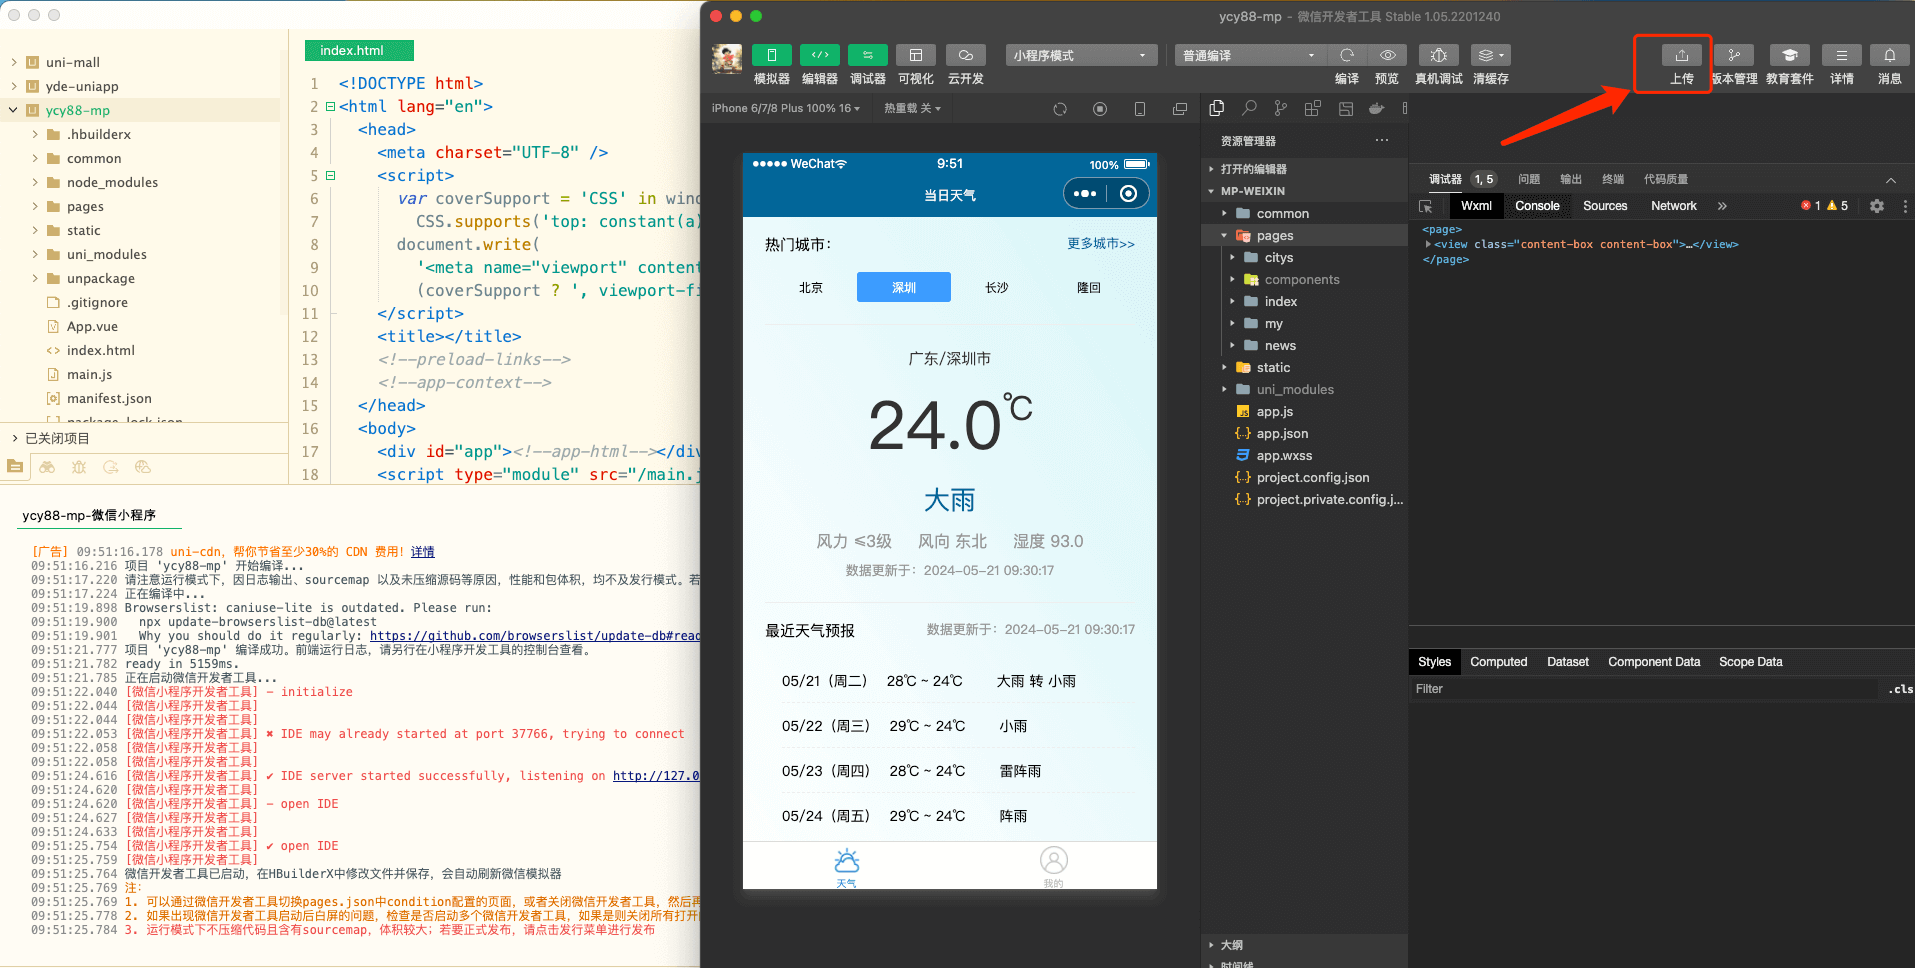 uni-mall
yde-uniapp
ycy88-mp
.hbuilderx
common
node_modules
pages
static
uni_modules
unpackage
.gitignore
App.vue
index.html
main.js
manifest.json
package-lock.json
已关闭项目
index.html
1 <!DOCTYPE html>
2 <html lang="en">
3 <head>
4 <meta charset="UTF-8" />
5 <script>
6 var coverSupport = 'CSS' in wind
7 CSS.supports('top: constant(a)
8 document.write(
9 '<meta name="viewport" content
10 (coverSupport ? ', viewport-fi
11 </script>
12 <title></title>
13 <!--preload-links-->
14 <!--app-context-->
15 </head>
16 <body>
17 <div id="app"><!--app-html--></div
18 <script type="module" src="/main.j
ycy88-mp-微信小程序
[广告] 09:51:16.178 uni-cdn，帮你节省至少30%的 CDN 费用！详情
09:51:16.216 项目 'ycy88-mp' 开始编译...
09:51:17.220 请注意运行模式下，因日志输出、sourcemap 以及未压缩源码等原因，性能和包体积，均不及发行模式。若
09:51:17.224 正在编译中...
09:51:19.898 Browserslist: caniuse-lite is outdated. Please run:
09:51:19.900 npx update-browserslist-db@latest
09:51:19.901 Why you should do it regularly: https://github.com/browserslist/update-db#read
09:51:21.777 项目 'ycy88-mp' 编译成功。前端运行日志，请另行在小程序开发工具的控制台查看。
09:51:21.782 ready in 5159ms.
09:51:21.785 正在启动微信开发者工具...
09:51:22.040 [微信小程序开发者工具] - initialize
09:51:22.044 [微信小程序开发者工具]
09:51:22.044 [微信小程序开发者工具]
09:51:22.053 [微信小程序开发者工具] ✖ IDE may already started at port 37766, trying to connect
09:51:22.058 [微信小程序开发者工具]
09:51:22.058 [微信小程序开发者工具]
09:51:24.616 [微信小程序开发者工具] ✔ IDE server started successfully, listening on http://127.0
09:51:24.620 [微信小程序开发者工具]
09:51:24.620 [微信小程序开发者工具] - open IDE
09:51:24.627 [微信小程序开发者工具]
09:51:24.633 [微信小程序开发者工具]
09:51:25.754 [微信小程序开发者工具] ✔ open IDE
09:51:25.759 [微信小程序开发者工具]
09:51:25.764 微信开发者工具已启动，在HBuilderX中修改文件并保存，会自动刷新微信模拟器
09:51:25.769 注：
09:51:25.769 1. 可以通过微信开发者工具切换pages.json中condition配置的页面，或者关闭微信开发者工具，然后再
09:51:25.778 2. 如果出现微信开发者工具启动后白屏的问题，检查是否启动多个微信开发者工具，如果是则关闭所有打开
09:51:25.784 3. 运行模式下不压缩代码且含有sourcemap，体积较大；若要正式发布，请点击发行菜单进行发布
ycy88-mp - 微信开发者工具 Stable 1.05.2201240
模拟器 编辑器 调试器 可视化 云开发
小程序模式
普通编译
编译 预览 真机调试 清缓存
上传 版本管理 教育套件 详情 消息
iPhone 6/7/8 Plus 100% 16
热重载 关
WeChat
9:51
100%
当日天气
热门城市：
更多城市>>
北京 深圳 长沙 隆回
广东/深圳市
24.0℃
大雨
风力 ≤3级 风向 东北 湿度 93.0
数据更新于：2024-05-21 09:30:17
最近天气预报
数据更新于：2024-05-21 09:30:17
05/21（周二） 28℃ ~ 24℃ 大雨 转 小雨
05/22（周三） 29℃ ~ 24℃ 小雨
05/23（周四） 28℃ ~ 24℃ 雷阵雨
05/24（周五） 29℃ ~ 24℃ 阵雨
天气 我的
资源管理器
打开的编辑器
MP-WEIXIN
common
pages
citys
components
index
my
news
static
uni_modules
app.js
app.json
app.wxss
project.config.json
project.private.config.j...
大纲
时间线
调试器 1, 5 问题 输出 终端 代码质量
Wxml Console Sources Network » 1 5
<page>
<view class="content-box content-box">…</view>
</page>
Styles Computed Dataset Component Data Scope Data
Filter
.cls